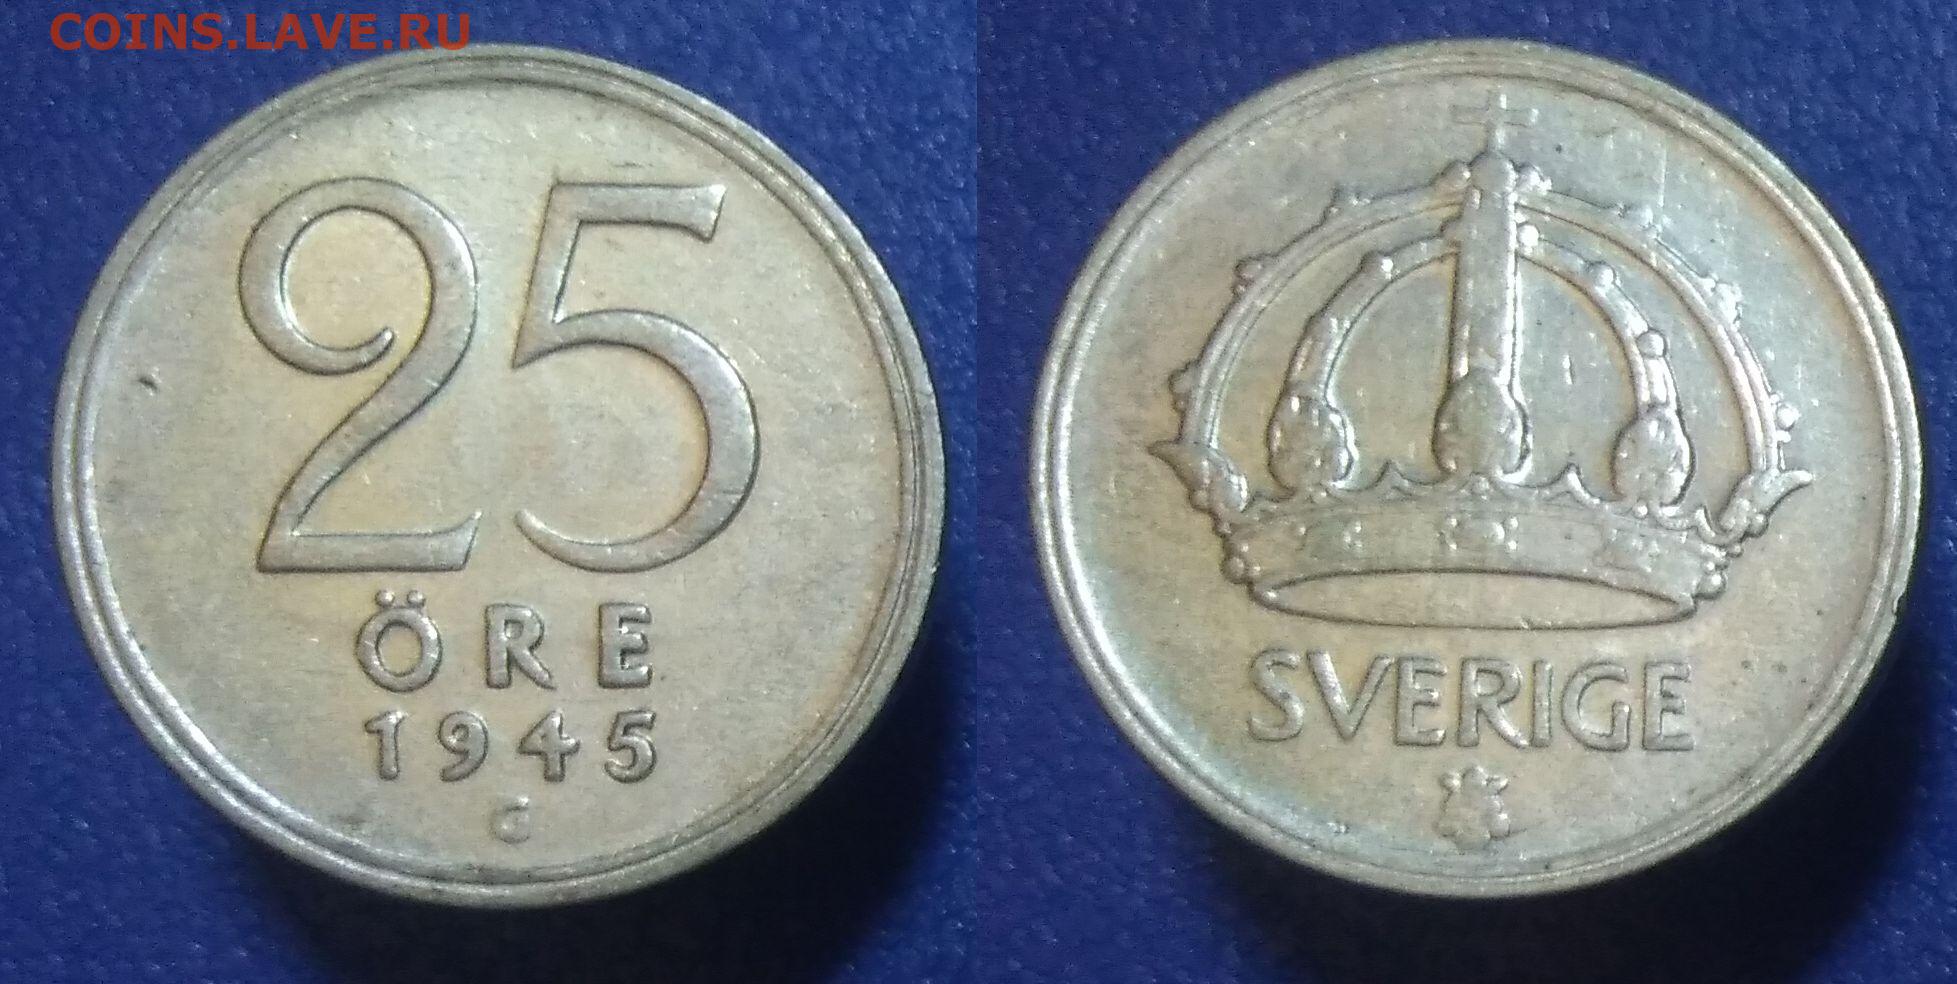 COINS.LAVE.RU
25
ÖRE
1945
G
SVERIGE